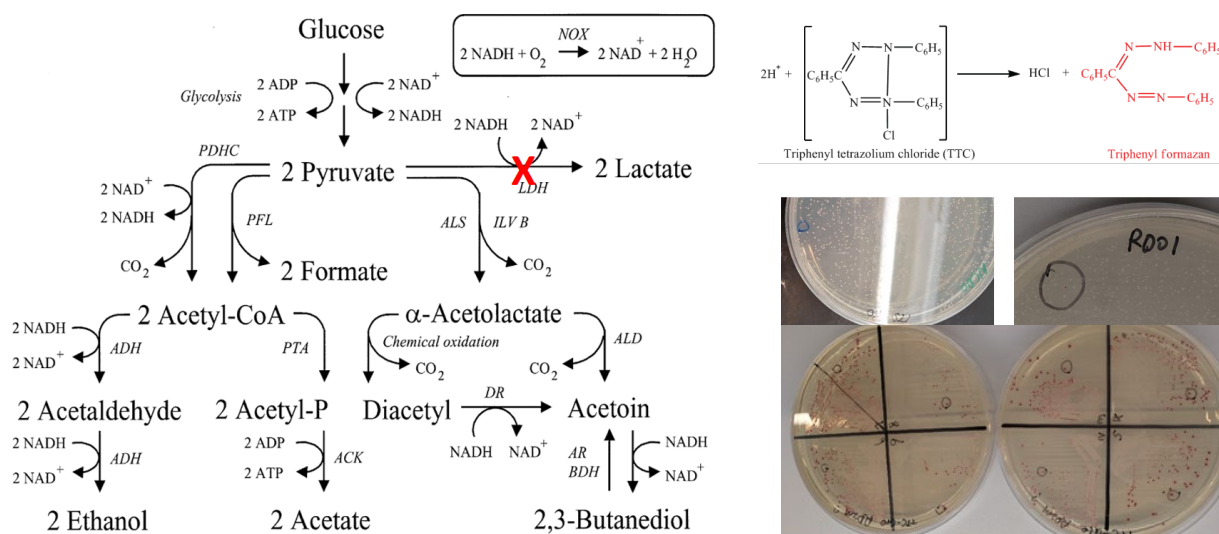 Glucose
NOX
2 NADH + O2 2 NAD+ + 2 H2O
2 ADP
2 NAD+
Glycolysis
2 ATP
2 NADH
2 NADH
2 NAD+
PDHC
2 Pyruvate
X
LDH
2 Lactate
2 NAD+
2 NADH
PFL
ALS
ILV B
CO2
2 Formate
CO2
2 Acetyl-CoA
α-Acetolactate
2 NADH
2 NAD+
ADH
PTA
Chemical oxidation
CO2
CO2
ALD
2 Acetaldehyde
2 Acetyl-P
Diacetyl
DR
Acetoin
NADH
NAD+
2 NADH
2 NAD+
ADH
2 ADP
2 ATP
ACK
AR
BDH
NADH
NAD+
2 Ethanol
2 Acetate
2,3-Butanediol
2H+ +
C6H5C
N
N
C6H5
N
N
C6H5
Cl
HCl +
C6H5C
N
NH
C6H5
N
N
C6H5
Triphenyl tetrazolium chloride (TTC)
Triphenyl formazan
RD01